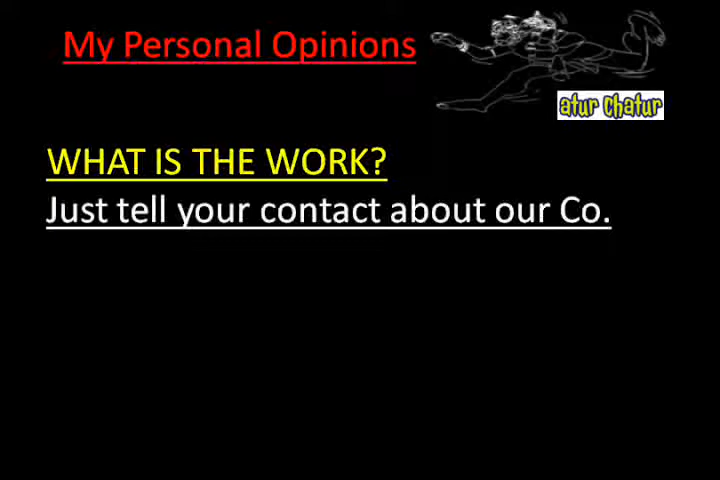 My Personal Opinions
atur Chatur
WHAT IS THE WORK?
Just tell your contact about our Co.